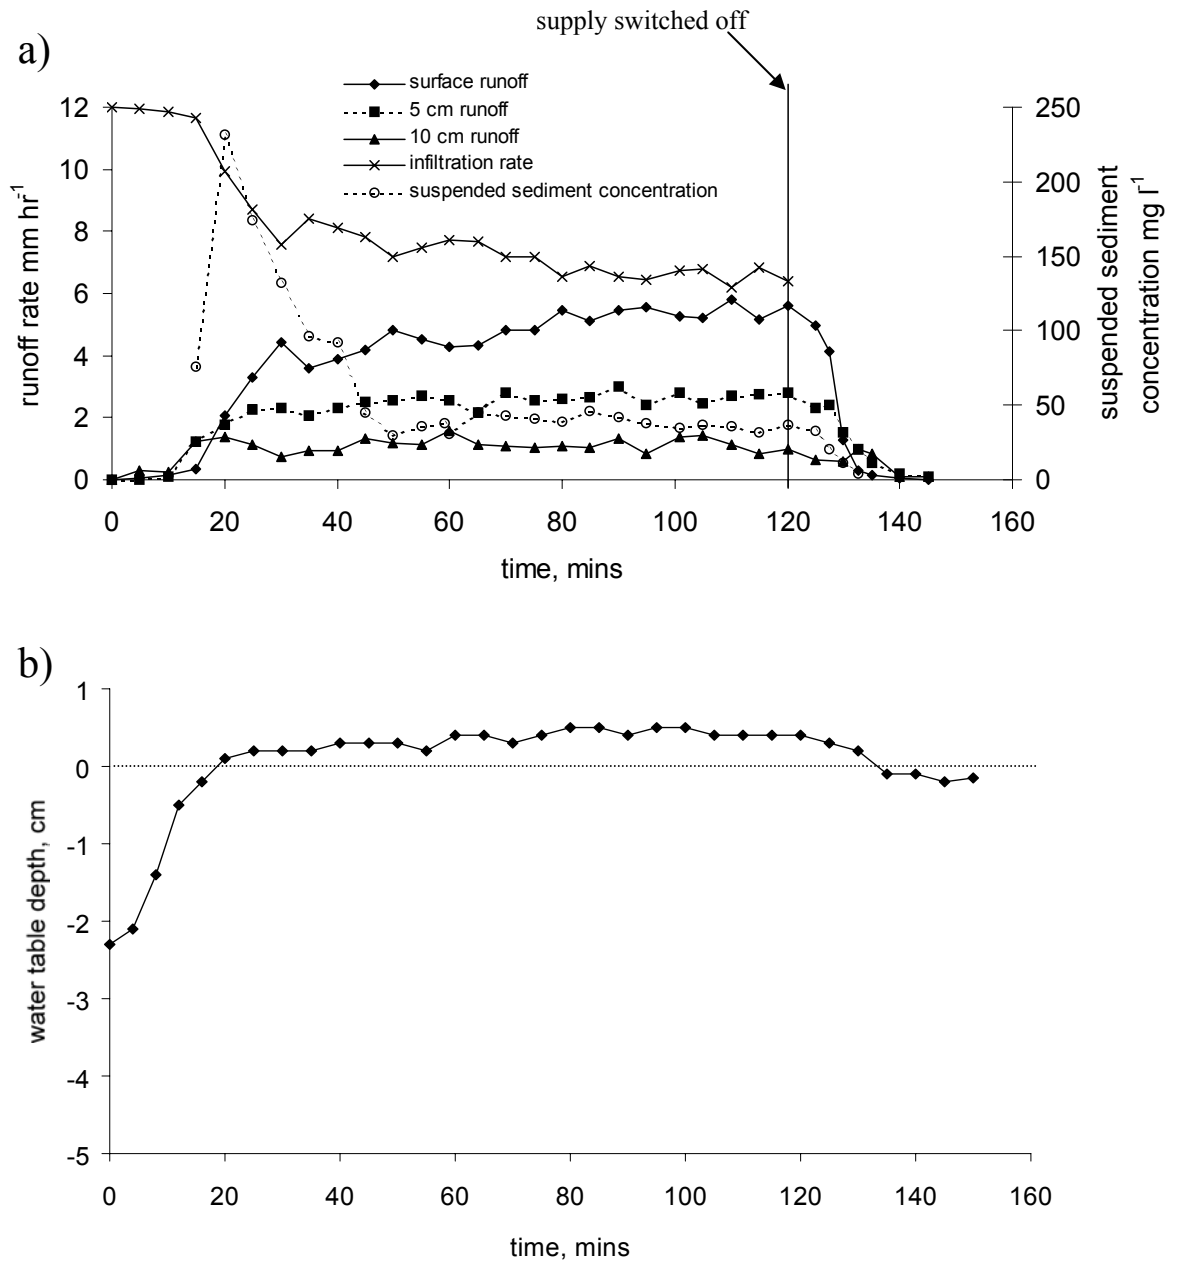 supply switched off
a)
surface runoff
5 cm runoff
10 cm runoff
infiltration rate
suspended sediment concentration
12
10
8
6
4
2
0
runoff rate mm hr-1
250
200
150
100
50
0
suspended sediment
concentration mg l-1
0 20 40 60 80 100 120 140 160
time, mins
b)
1
0
-1
-2
-3
-4
-5
water table depth, cm
0 20 40 60 80 100 120 140 160
time, mins